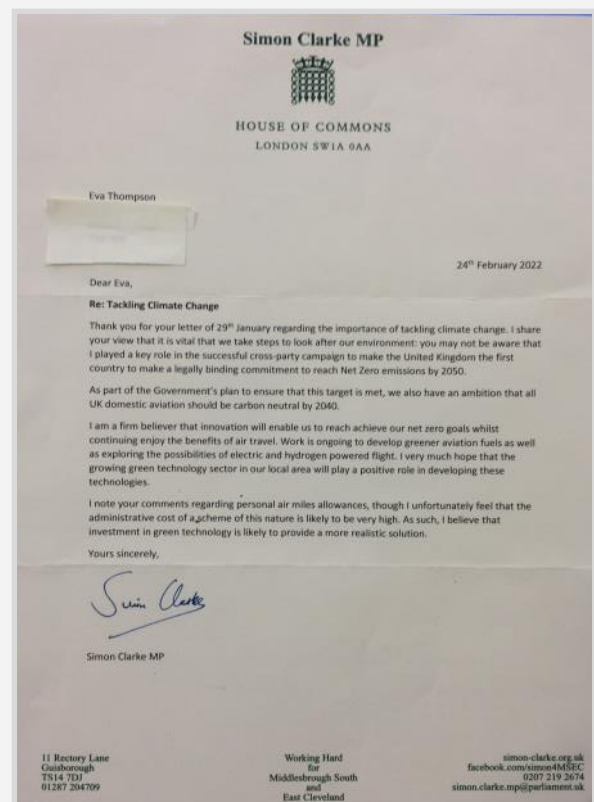 Simon Clarke MP
HOUSE OF COMMONS
LONDON SW1A 0AA
Eva Thompson
24th February 2022
Dear Eva,
Re: Tackling Climate Change
Thank you for your letter of 29th January regarding the importance of tackling climate change. I share
your view that it is vital that we take steps to look after our environment: you may not be aware that
I played a key role in the successful cross-party campaign to make the United Kingdom the first
country to make a legally binding commitment to reach Net Zero emissions by 2050.
As part of the Government's plan to ensure that this target is met, we also have an ambition that all
UK domestic aviation should be carbon neutral by 2040.
I am a firm believer that innovation will enable us to reach achieve our net zero goals whilst
continuing enjoy the benefits of air travel. Work is ongoing to develop greener aviation fuels as well
as exploring the possibilities of electric and hydrogen powered flight. I very much hope that the
growing green technology sector in our local area will play a positive role in developing these
technologies.
I note your comments regarding personal air miles allowances, though I unfortunately feel that the
administrative cost of a scheme of this nature is likely to be very high. As such, I believe that
investment in green technology is likely to provide a more realistic solution.
Yours sincerely,
Simon Clarke
Simon Clarke MP
11 Rectory Lane
Guisborough
TS14 7DJ
01287 204709
Working Hard
for
Middlesbrough South
and
East Cleveland
simon-clarke.org.uk
facebook.com/simon4MSEC
0207 219 2674
simon.clarke.mp@parliament.uk